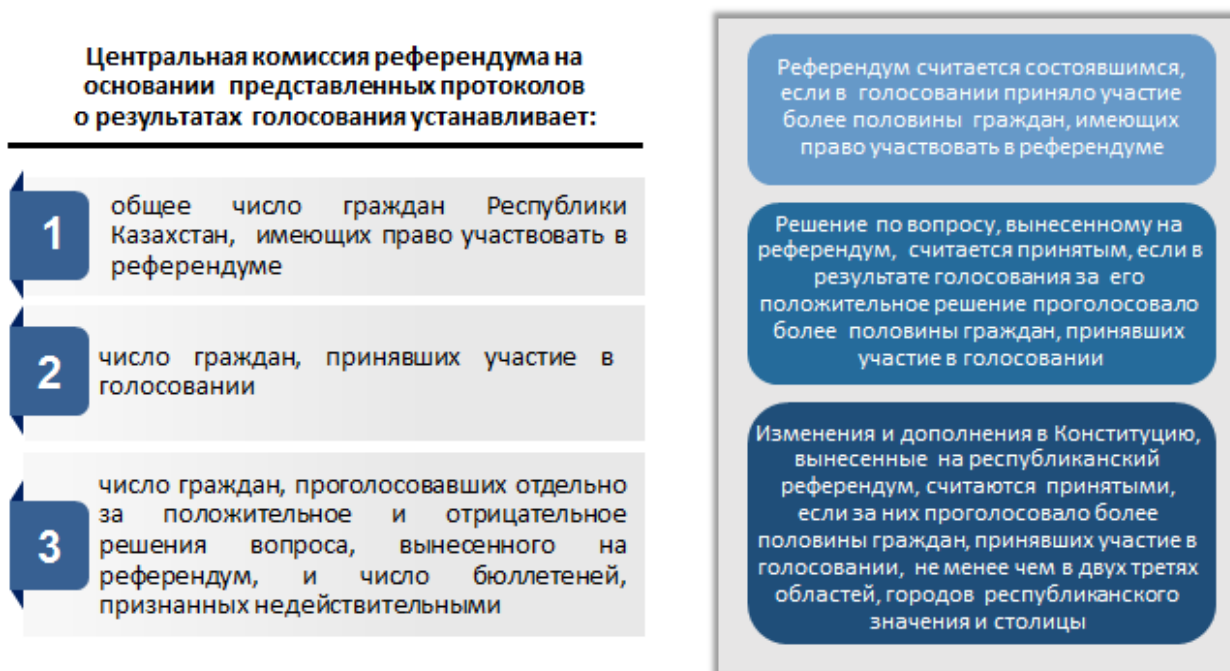 Центральная комиссия референдума на
основании представленных протоколов
о результатах голосования устанавливает:
1
общее число граждан Республики
Казахстан, имеющих право участвовать в
референдуме
2
число граждан, принявших участие в
голосовании
3
число граждан, проголосовавших отдельно
за положительное и отрицательное
решения вопроса, вынесенного на
референдум, и число бюллетеней,
признанных недействительными
Референдум считается состоявшимся,
если в голосовании приняло участие
более половины граждан, имеющих
право участвовать в референдуме
Решение по вопросу, вынесенному на
референдум, считается принятым, если в
результате голосования за его
положительное решение проголосовало
более половины граждан, принявших
участие в голосовании
Изменения и дополнения в Конституцию,
вынесенные на республиканский
референдум, считаются принятыми,
если за них проголосовало более
половины граждан, принявших участие в
голосовании, не менее чем в двух третях
областей, городов республиканского
значения и столицы